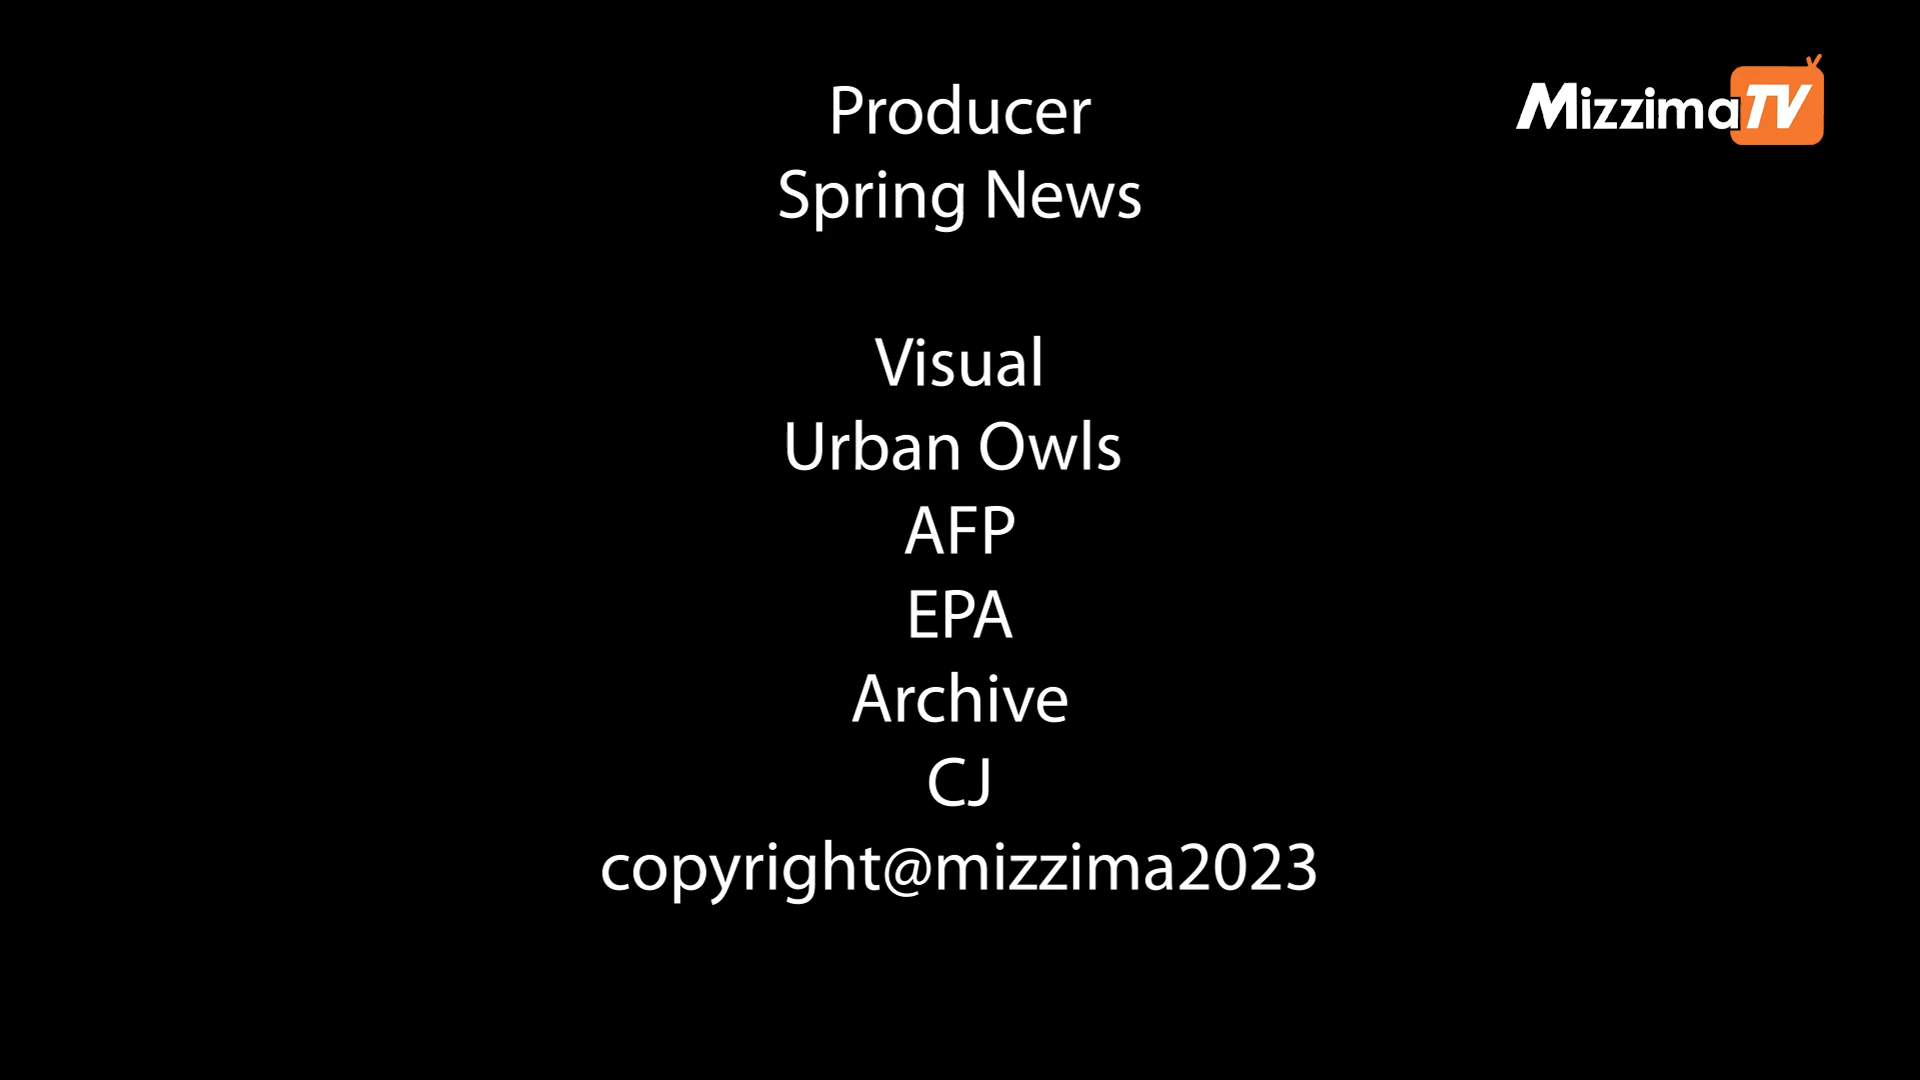 MizzimaTV
Producer
Spring News
Visual
Urban Owls
AFP
EPA
Archive
CJ
copyright@mizzima2023